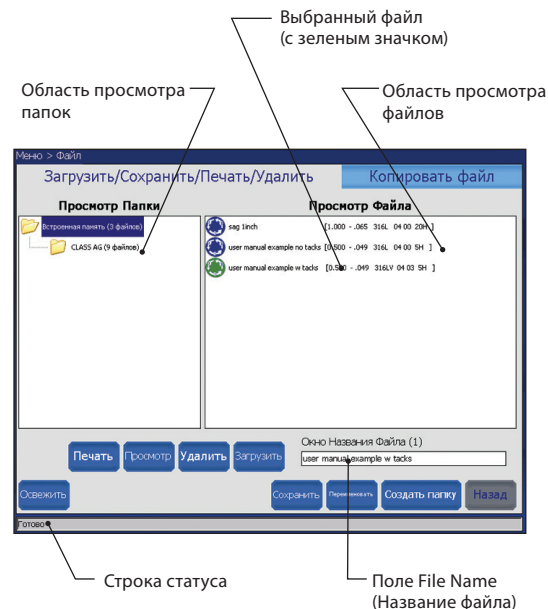 Выбранный файл
(с зеленым значком)
Область просмотра
папок
Область просмотра
файлов
Меню > Файл
Загрузить/Сохранить/Печать/Удалить
Копировать файл
Просмотр Папки
Просмотр Файла
Встроенная память (3 файлов)
CLASS AG (9 файлов)
sag 1inch [1.000 - .065 316L 04 00 20H ]
user manual example no tacks [0.500 - .049 316L 04 00 5H ]
user manual example w tacks [0.500 - .049 316LV 04 03 5H ]
Окно Названия Файла (1)
Печать
Просмотр
Удалить
Загрузить
user manual example w tacks
Освежить
Сохранить
Переименовать
Создать папку
Назад
Готово
Строка статуса
Поле File Name
(Название файла)